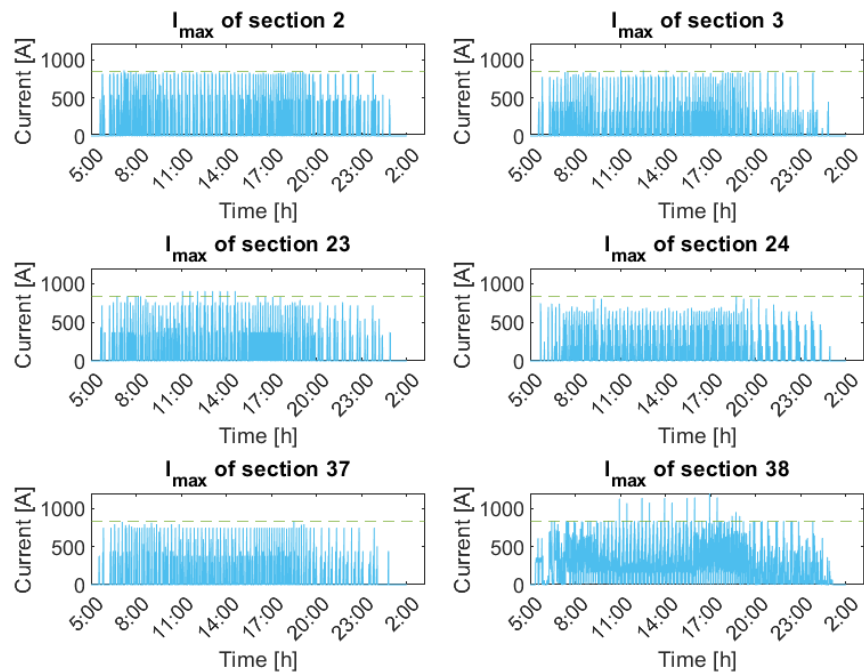 I_max of section 2
Current [A]
1000
500
0
5:00 8:00 11:00 14:00 17:00 20:00 23:00 2:00
Time [h]
I_max of section 3
Current [A]
1000
500
0
5:00 8:00 11:00 14:00 17:00 20:00 23:00 2:00
Time [h]
I_max of section 23
Current [A]
1000
500
0
5:00 8:00 11:00 14:00 17:00 20:00 23:00 2:00
Time [h]
I_max of section 24
Current [A]
1000
500
0
5:00 8:00 11:00 14:00 17:00 20:00 23:00 2:00
Time [h]
I_max of section 37
Current [A]
1000
500
0
5:00 8:00 11:00 14:00 17:00 20:00 23:00 2:00
Time [h]
I_max of section 38
Current [A]
1000
500
0
5:00 8:00 11:00 14:00 17:00 20:00 23:00 2:00
Time [h]